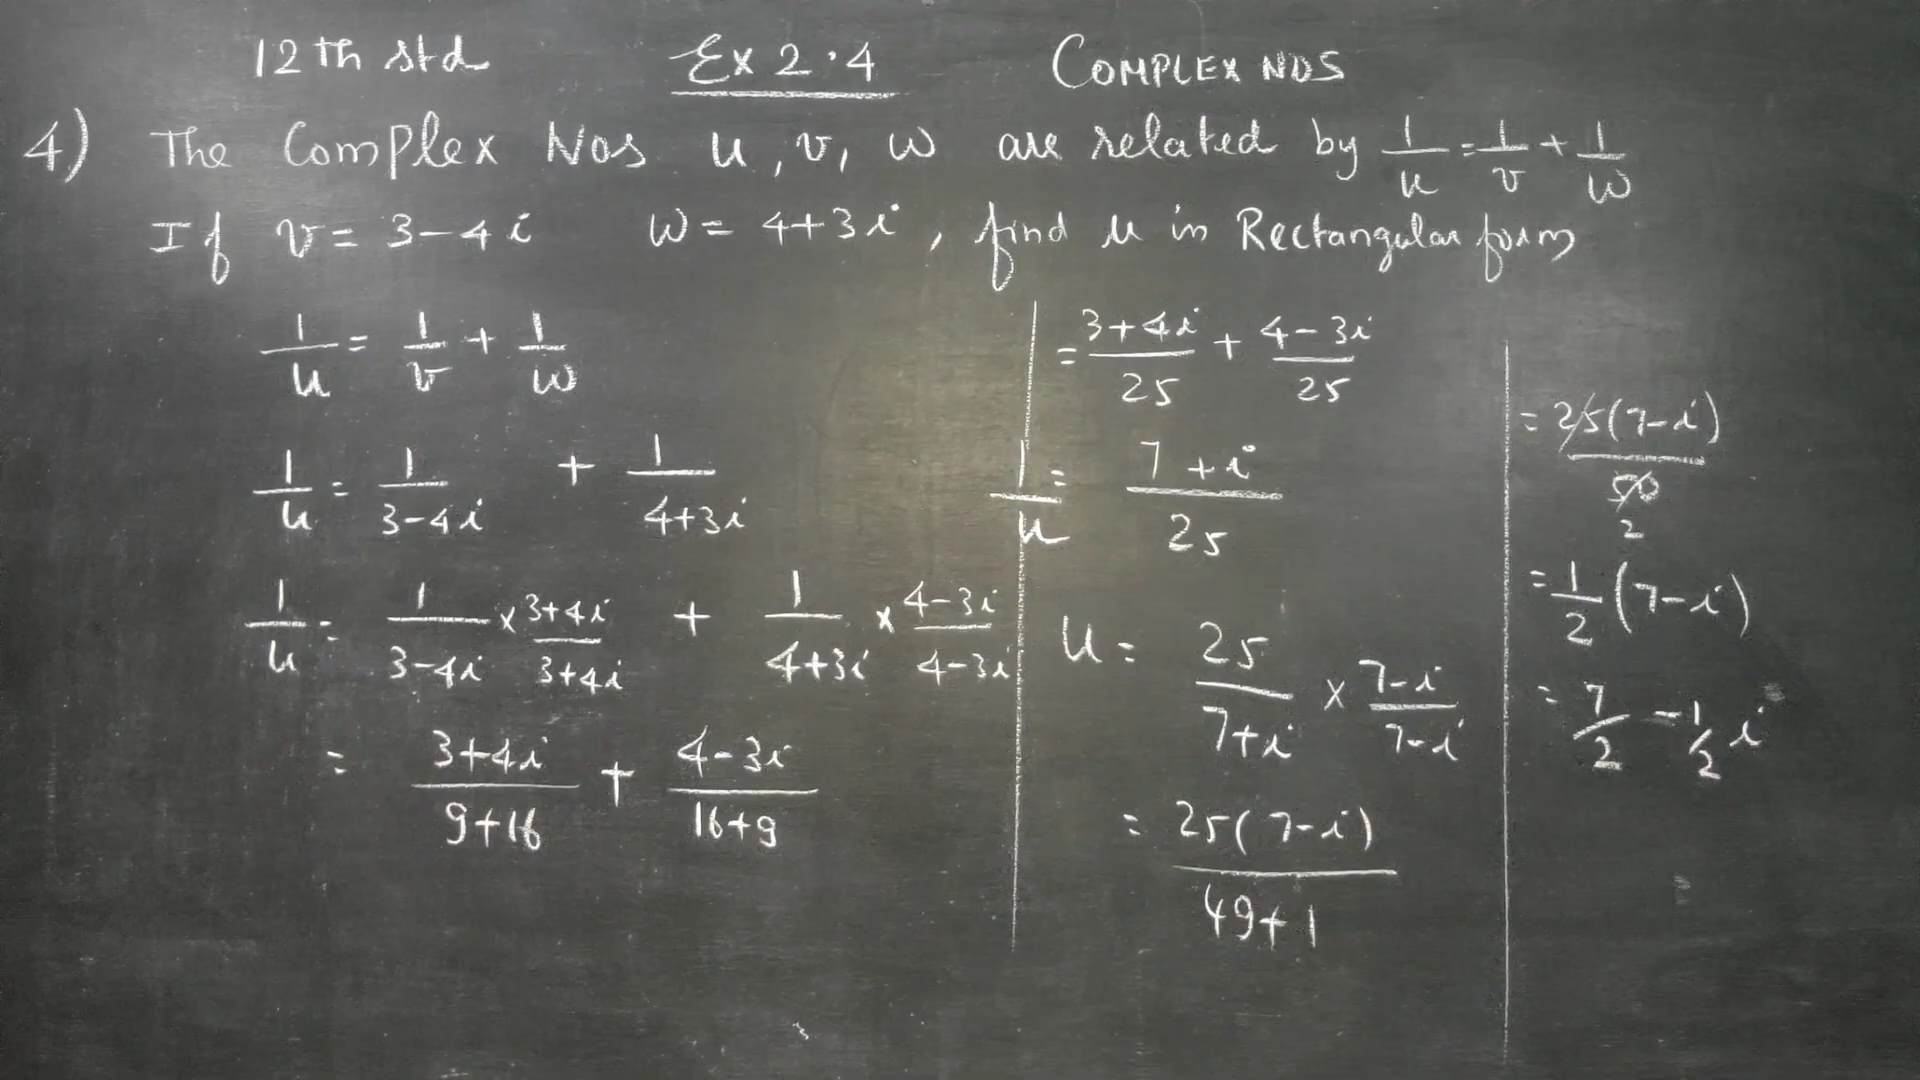 12th std Ex 2.4 COMPLEX NOS
4) The Complex Nos u, v, w are related by 1/u = 1/v + 1/w
If v = 3-4i w = 4+3i, find u in Rectangular form
1/u = 1/v + 1/w
1/u = 1/(3-4i) + 1/(4+3i)
1/u = 1/(3-4i) × (3+4i)/(3+4i) + 1/(4+3i) × (4-3i)/(4-3i)
= (3+4i)/(9+16) + (4-3i)/(16+9)
= (3+4i)/25 + (4-3i)/25
1/u = (7+i)/25
u = 25/(7+i) × (7-i)/(7-i)
= 25(7-i)/(49+1)
= 25(7-i)/50
2
= 1/2 (7-i)
= 7/2 - 1/2 i